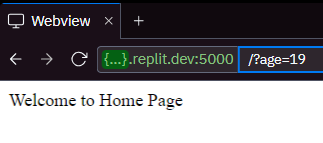 Webview
{...}.replit.dev:5000 /?age=19
Welcome to Home Page